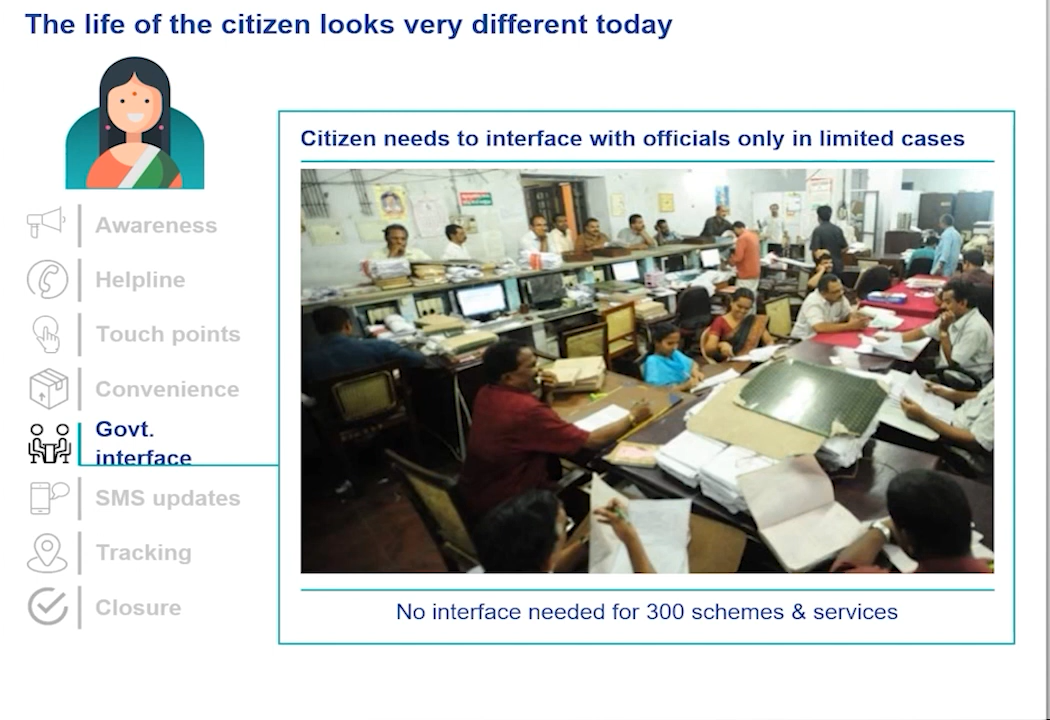 The life of the citizen looks very different today
Citizen needs to interface with officials only in limited cases
Awareness
Helpline
Touch points
Convenience
Govt.
interface
SMS updates
Tracking
Closure
No interface needed for 300 schemes & services